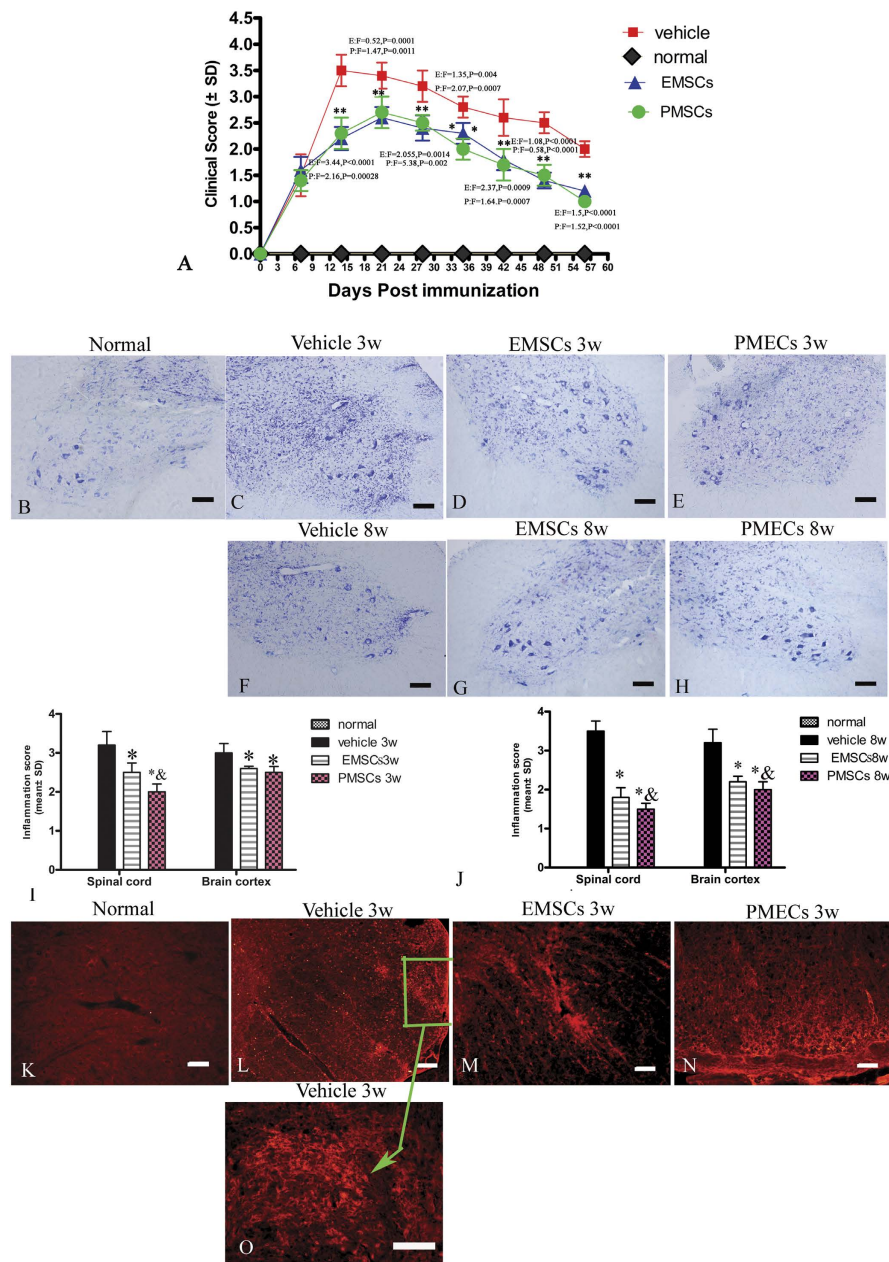 4.5
4.0
3.5
3.0
2.5
2.0
1.5
1.0
0.5
0.0
Clinical Score (± SD)
0 3 6 9 12 15 18 21 24 27 30 33 36 39 42 45 48 51 54 57 60
Days Post immunization
A
vehicle
normal
EMSCs
PMSCs
E:F=0.52,P=0.0001
P:F=1.47,P=0.0011
E:F=1.35,P=0.004
P:F=2.07,P=0.0007
**
**
**
*
*
**
**
**
E:F=1.08,P<0.0001
P:F=0.58,P<0.0001
E:F=3.44,P<0.0001
P:F=2.16,P=0.00028
E:F=2.055,P=0.0014
P:F=5.38,P=0.002
E:F=2.37,P=0.0009
P:F=1.64,P=0.0007
E:F=1.5,P<0.0001
P:F=1.52,P<0.0001
Normal
Vehicle 3w
EMSCs 3w
PMECs 3w
B
C
D
E
Vehicle 8w
EMSCs 8w
PMECs 8w
F
G
H
Inflammation score
(mean± SD)
4
3
2
1
0
*
*&
*
*
Spinal cord
Brain cortex
normal
vehicle 3w
EMSCs3w
PMSCs 3w
I
Inflammation score
(mean± SD)
4
3
2
1
0
*
*&
*
*&
Spinal cord
Brain cortex
normal
vehicle 8w
EMSCs8w
PMSCs 8w
J
Normal
Vehicle 3w
EMSCs 3w
PMECs 3w
K
L
M
N
Vehicle 3w
O